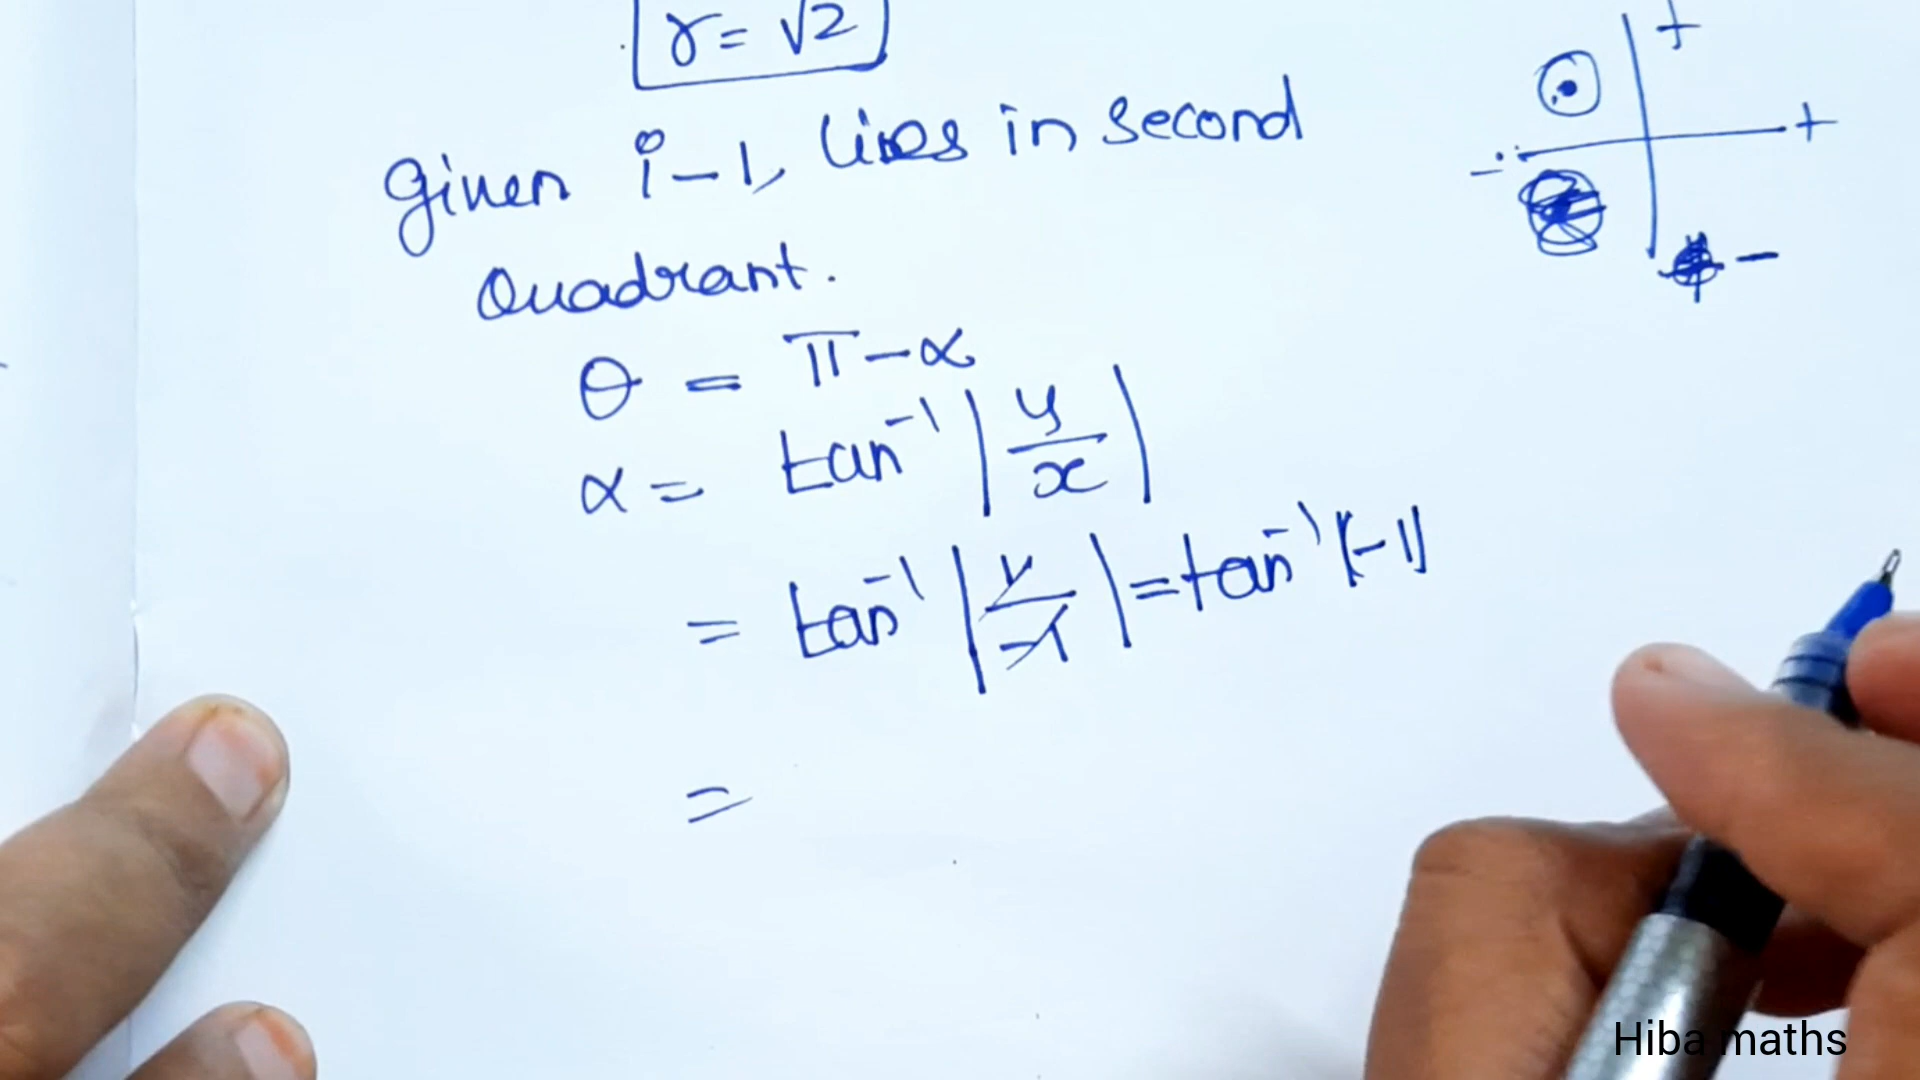 r = √2
Given i-1, lies in second
Quadrant.
θ = π-α
α = tan⁻¹ |y/x|
= tan⁻¹ |1/-1| = tan⁻¹ |-1|
=
+
+
-
-
Hiba maths